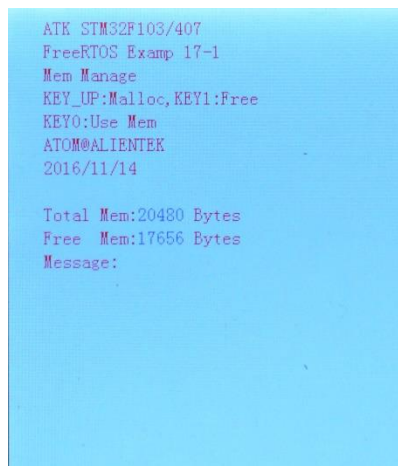 ATK STM32F103/407
FreeRTOS Examp 17-1
Mem Manage
KEY_UP:Malloc,KEY1:Free
KEY0:Use Mem
ATOM@ALIENTEK
2016/11/14
Total Mem:20480 Bytes
Free Mem:17656 Bytes
Message: